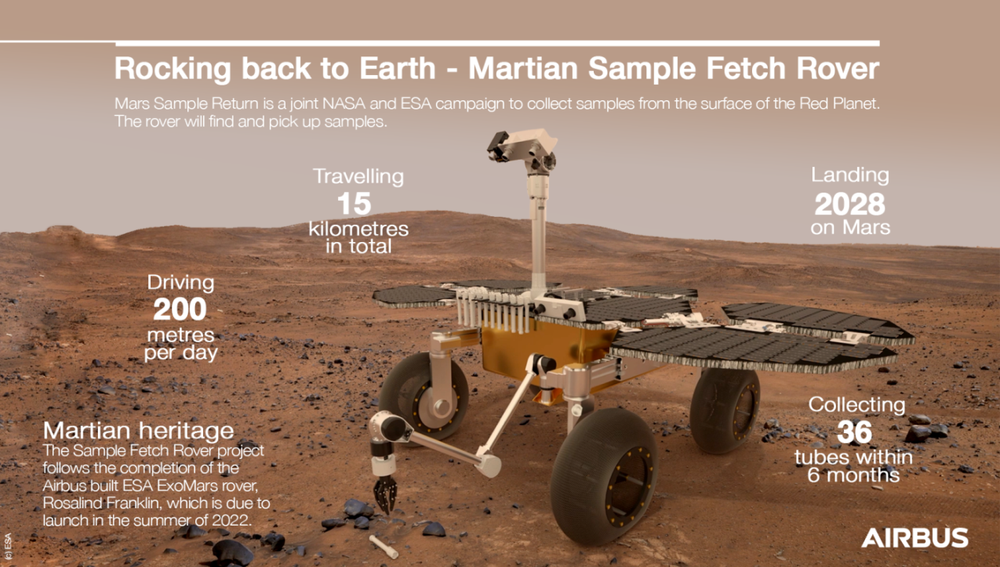 Rocking back to Earth - Martian Sample Fetch Rover
Mars Sample Return is a joint NASA and ESA campaign to collect samples from the surface of the Red Planet.
The rover will find and pick up samples.
Travelling
15
kilometres
in total
Landing
2028
on Mars
Driving
200
metres
per day
Collecting
36
tubes within
6 months
Martian heritage
The Sample Fetch Rover project
follows the completion of the
Airbus built ESA ExoMars rover,
Rosalind Franklin, which is due to
launch in the summer of 2022.
AIRBUS
(c) ESA